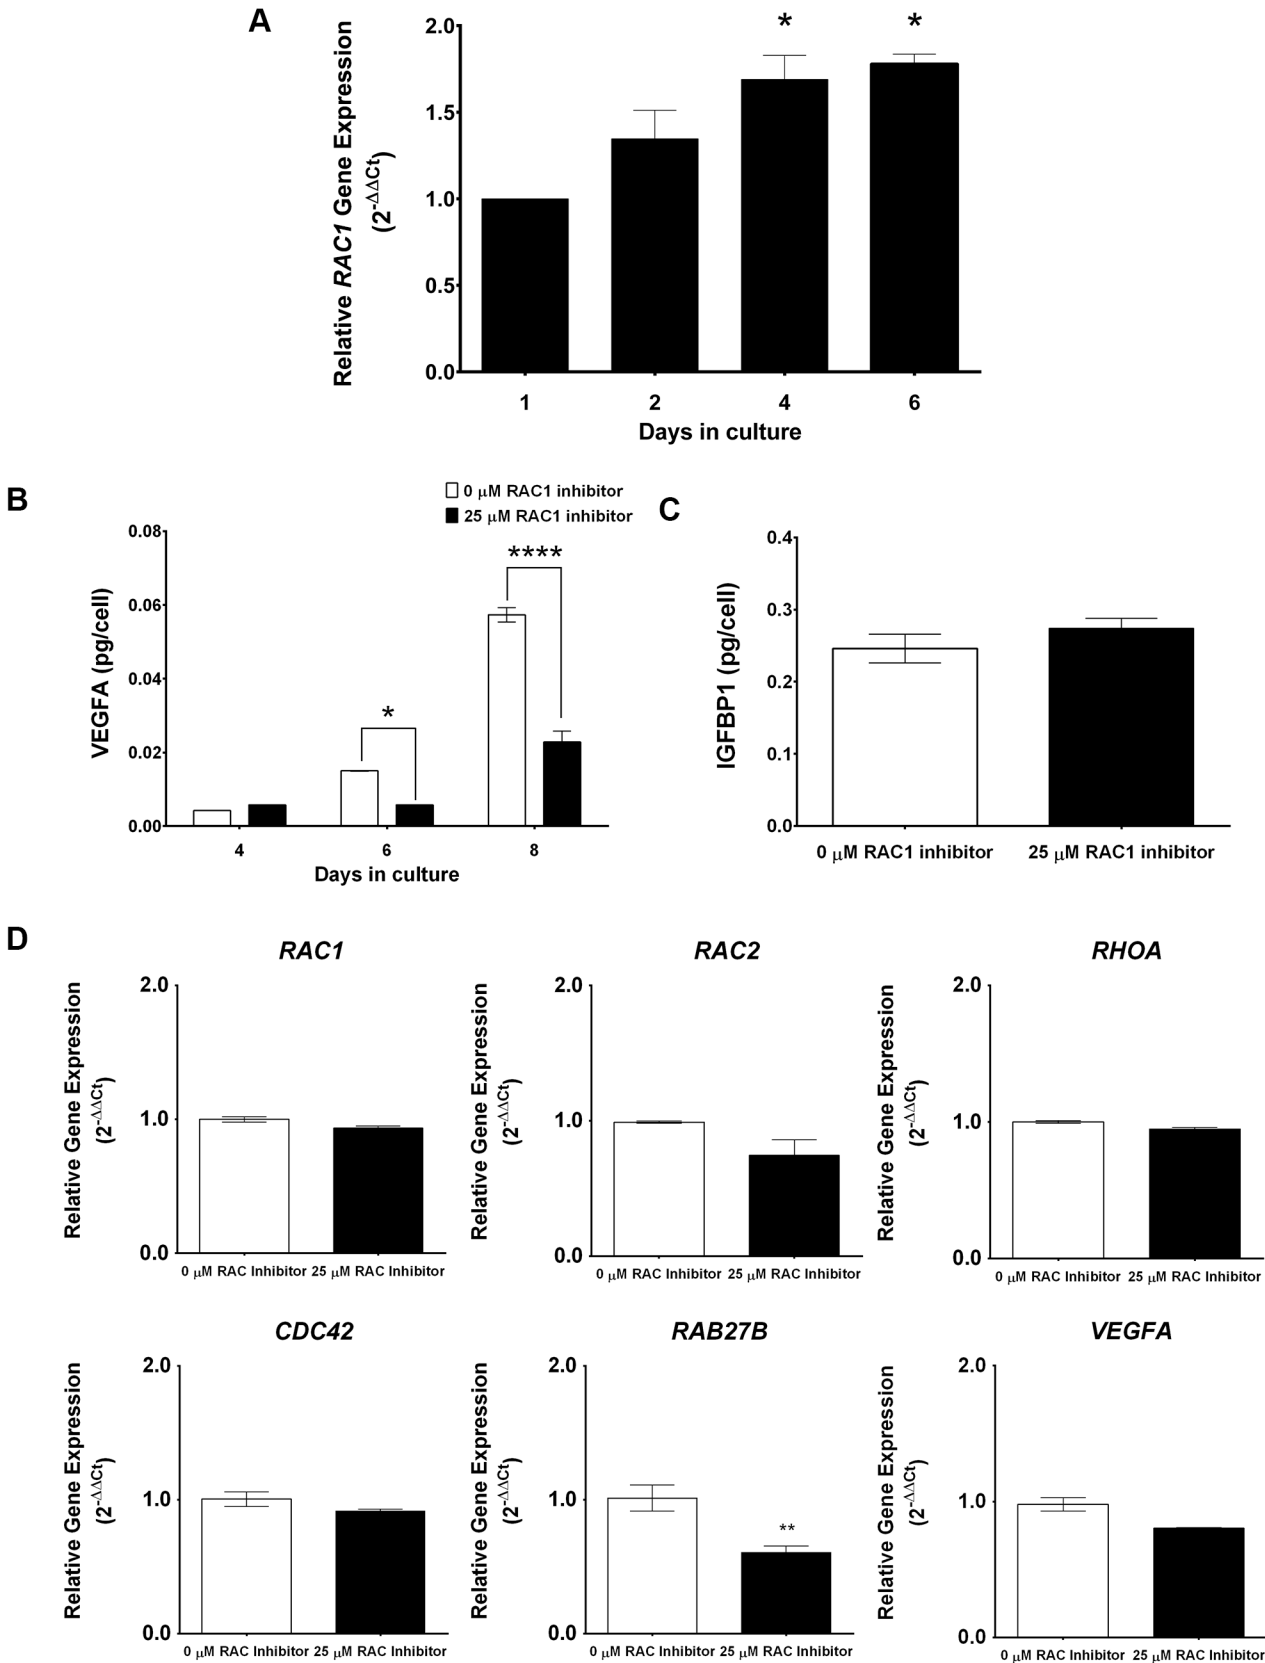 A
Relative RAC1 Gene Expression
(2-ΔΔCt)
2.0
1.5
1.0
0.5
0.0
*
*
1 2 4 6
Days in culture
B
0 μM RAC1 inhibitor
25 μM RAC1 inhibitor
VEGFA (pg/cell)
0.08
0.06
0.04
0.02
0.00
*
****
4 6 8
Days in culture
C
IGFBP1 (pg/cell)
0.4
0.3
0.2
0.1
0.0
0 μM RAC1 inhibitor 25 μM RAC1 inhibitor
D
RAC1
Relative Gene Expression
(2-ΔΔCt)
2.0
1.0
0.0
0 μM RAC Inhibitor 25 μM RAC Inhibitor
RAC2
Relative Gene Expression
(2-ΔΔCt)
2.0
1.0
0.0
0 μM RAC Inhibitor 25 μM RAC Inhibitor
RHOA
Relative Gene Expression
(2-ΔΔCt)
2.0
1.0
0.0
0 μM RAC Inhibitor 25 μM RAC Inhibitor
CDC42
Relative Gene Expression
(2-ΔΔCt)
2.0
1.0
0.0
0 μM RAC Inhibitor 25 μM RAC Inhibitor
RAB27B
Relative Gene Expression
(2-ΔΔCt)
2.0
1.0
0.0
**
0 μM RAC Inhibitor 25 μM RAC Inhibitor
VEGFA
Relative Gene Expression
(2-ΔΔCt)
2.0
1.0
0.0
0 μM RAC Inhibitor 25 μM RAC Inhibitor